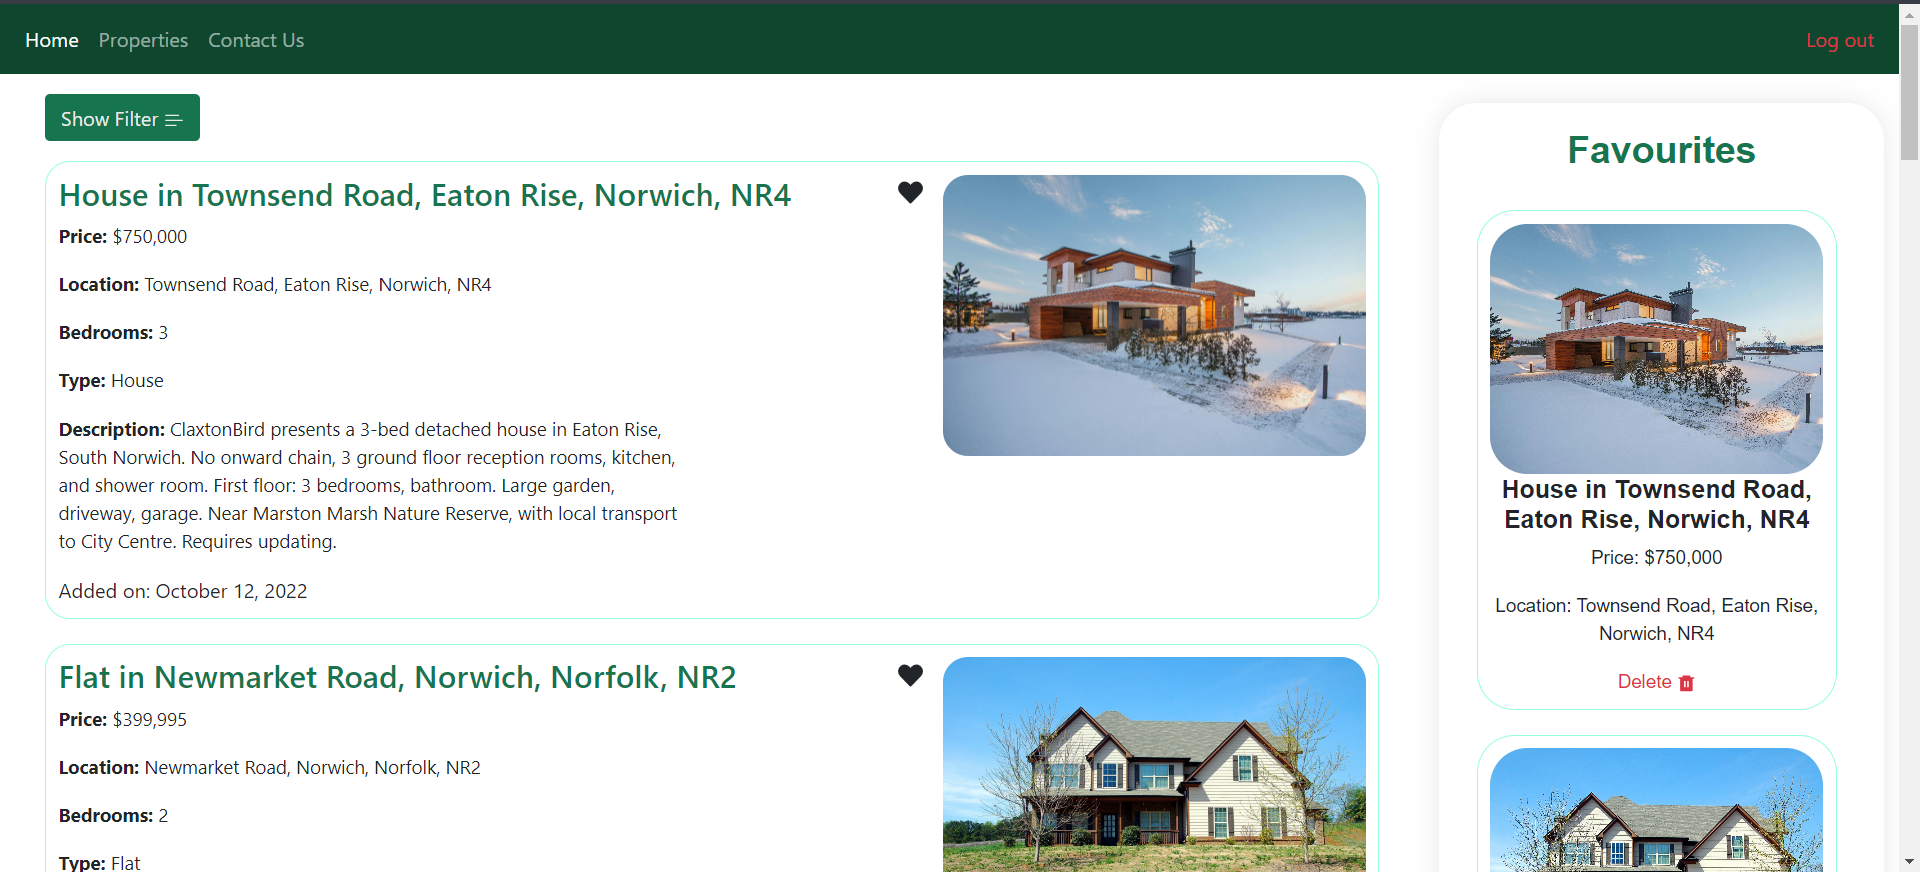 Home Properties Contact Us Log out
Show Filter
House in Townsend Road, Eaton Rise, Norwich, NR4
Price: $750,000
Location: Townsend Road, Eaton Rise, Norwich, NR4
Bedrooms: 3
Type: House
Description: ClaxtonBird presents a 3-bed detached house in Eaton Rise,
South Norwich. No onward chain, 3 ground floor reception rooms, kitchen,
and shower room. First floor: 3 bedrooms, bathroom. Large garden,
driveway, garage. Near Marston Marsh Nature Reserve, with local transport
to City Centre. Requires updating.
Added on: October 12, 2022
Flat in Newmarket Road, Norwich, Norfolk, NR2
Price: $399,995
Location: Newmarket Road, Norwich, Norfolk, NR2
Bedrooms: 2
Type: Flat
Favourites
House in Townsend Road,
Eaton Rise, Norwich, NR4
Price: $750,000
Location: Townsend Road, Eaton Rise,
Norwich, NR4
Delete